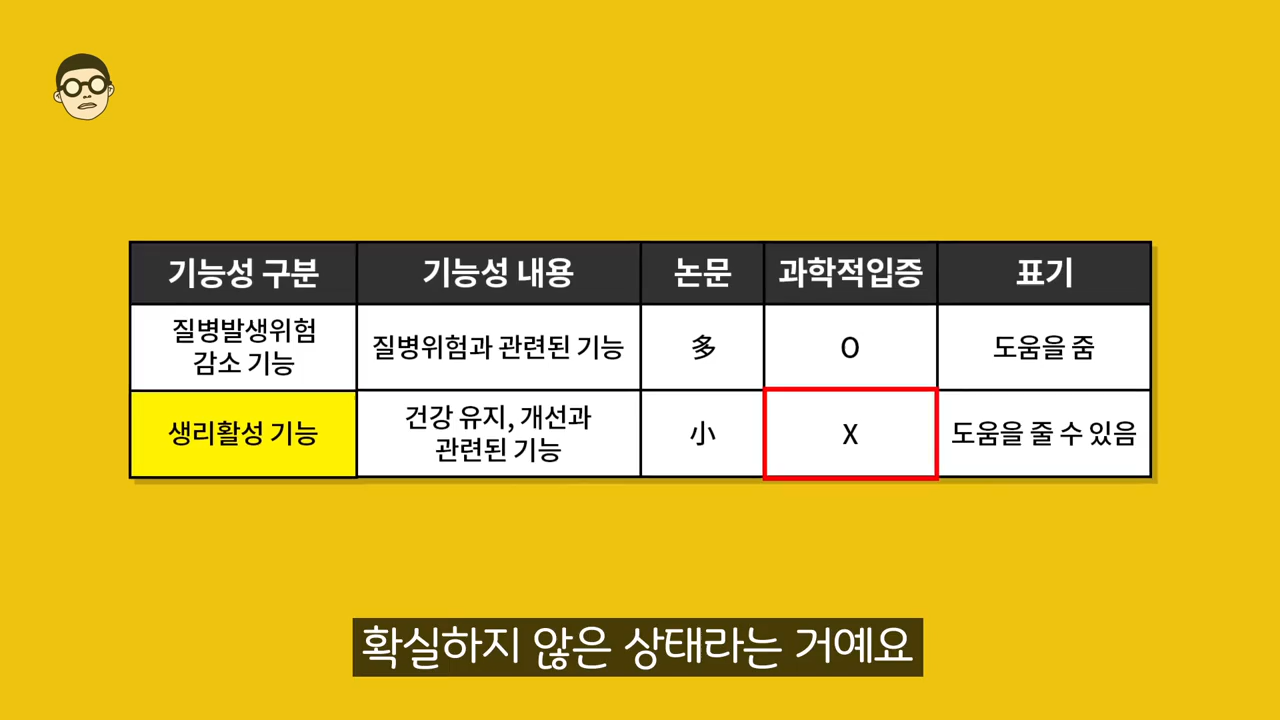 기능성 구분 기능성 내용 논문 과학적입증 표기
질병발생위험
감소 기능
질병위험과 관련된 기능
多
O
도움을 줌
생리활성 기능
건강 유지, 개선과
관련된 기능
小
X
도움을 줄 수 있음
확실하지 않은 상태라는 거예요